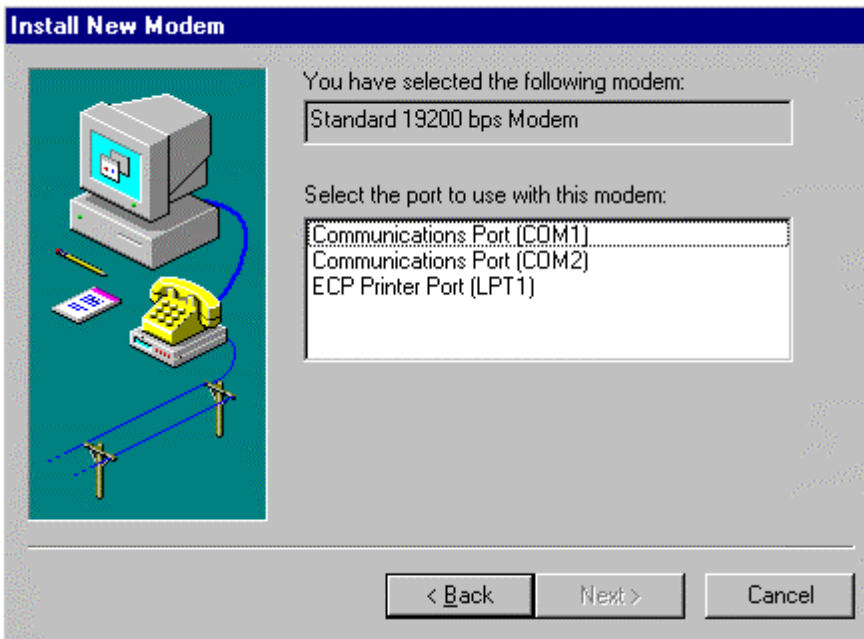 Install New Modem
You have selected the following modem:
Standard 19200 bps Modem
Select the port to use with this modem:
Communications Port (COM1)
Communications Port (COM2)
ECP Printer Port (LPT1)
< Back
Next >
Cancel